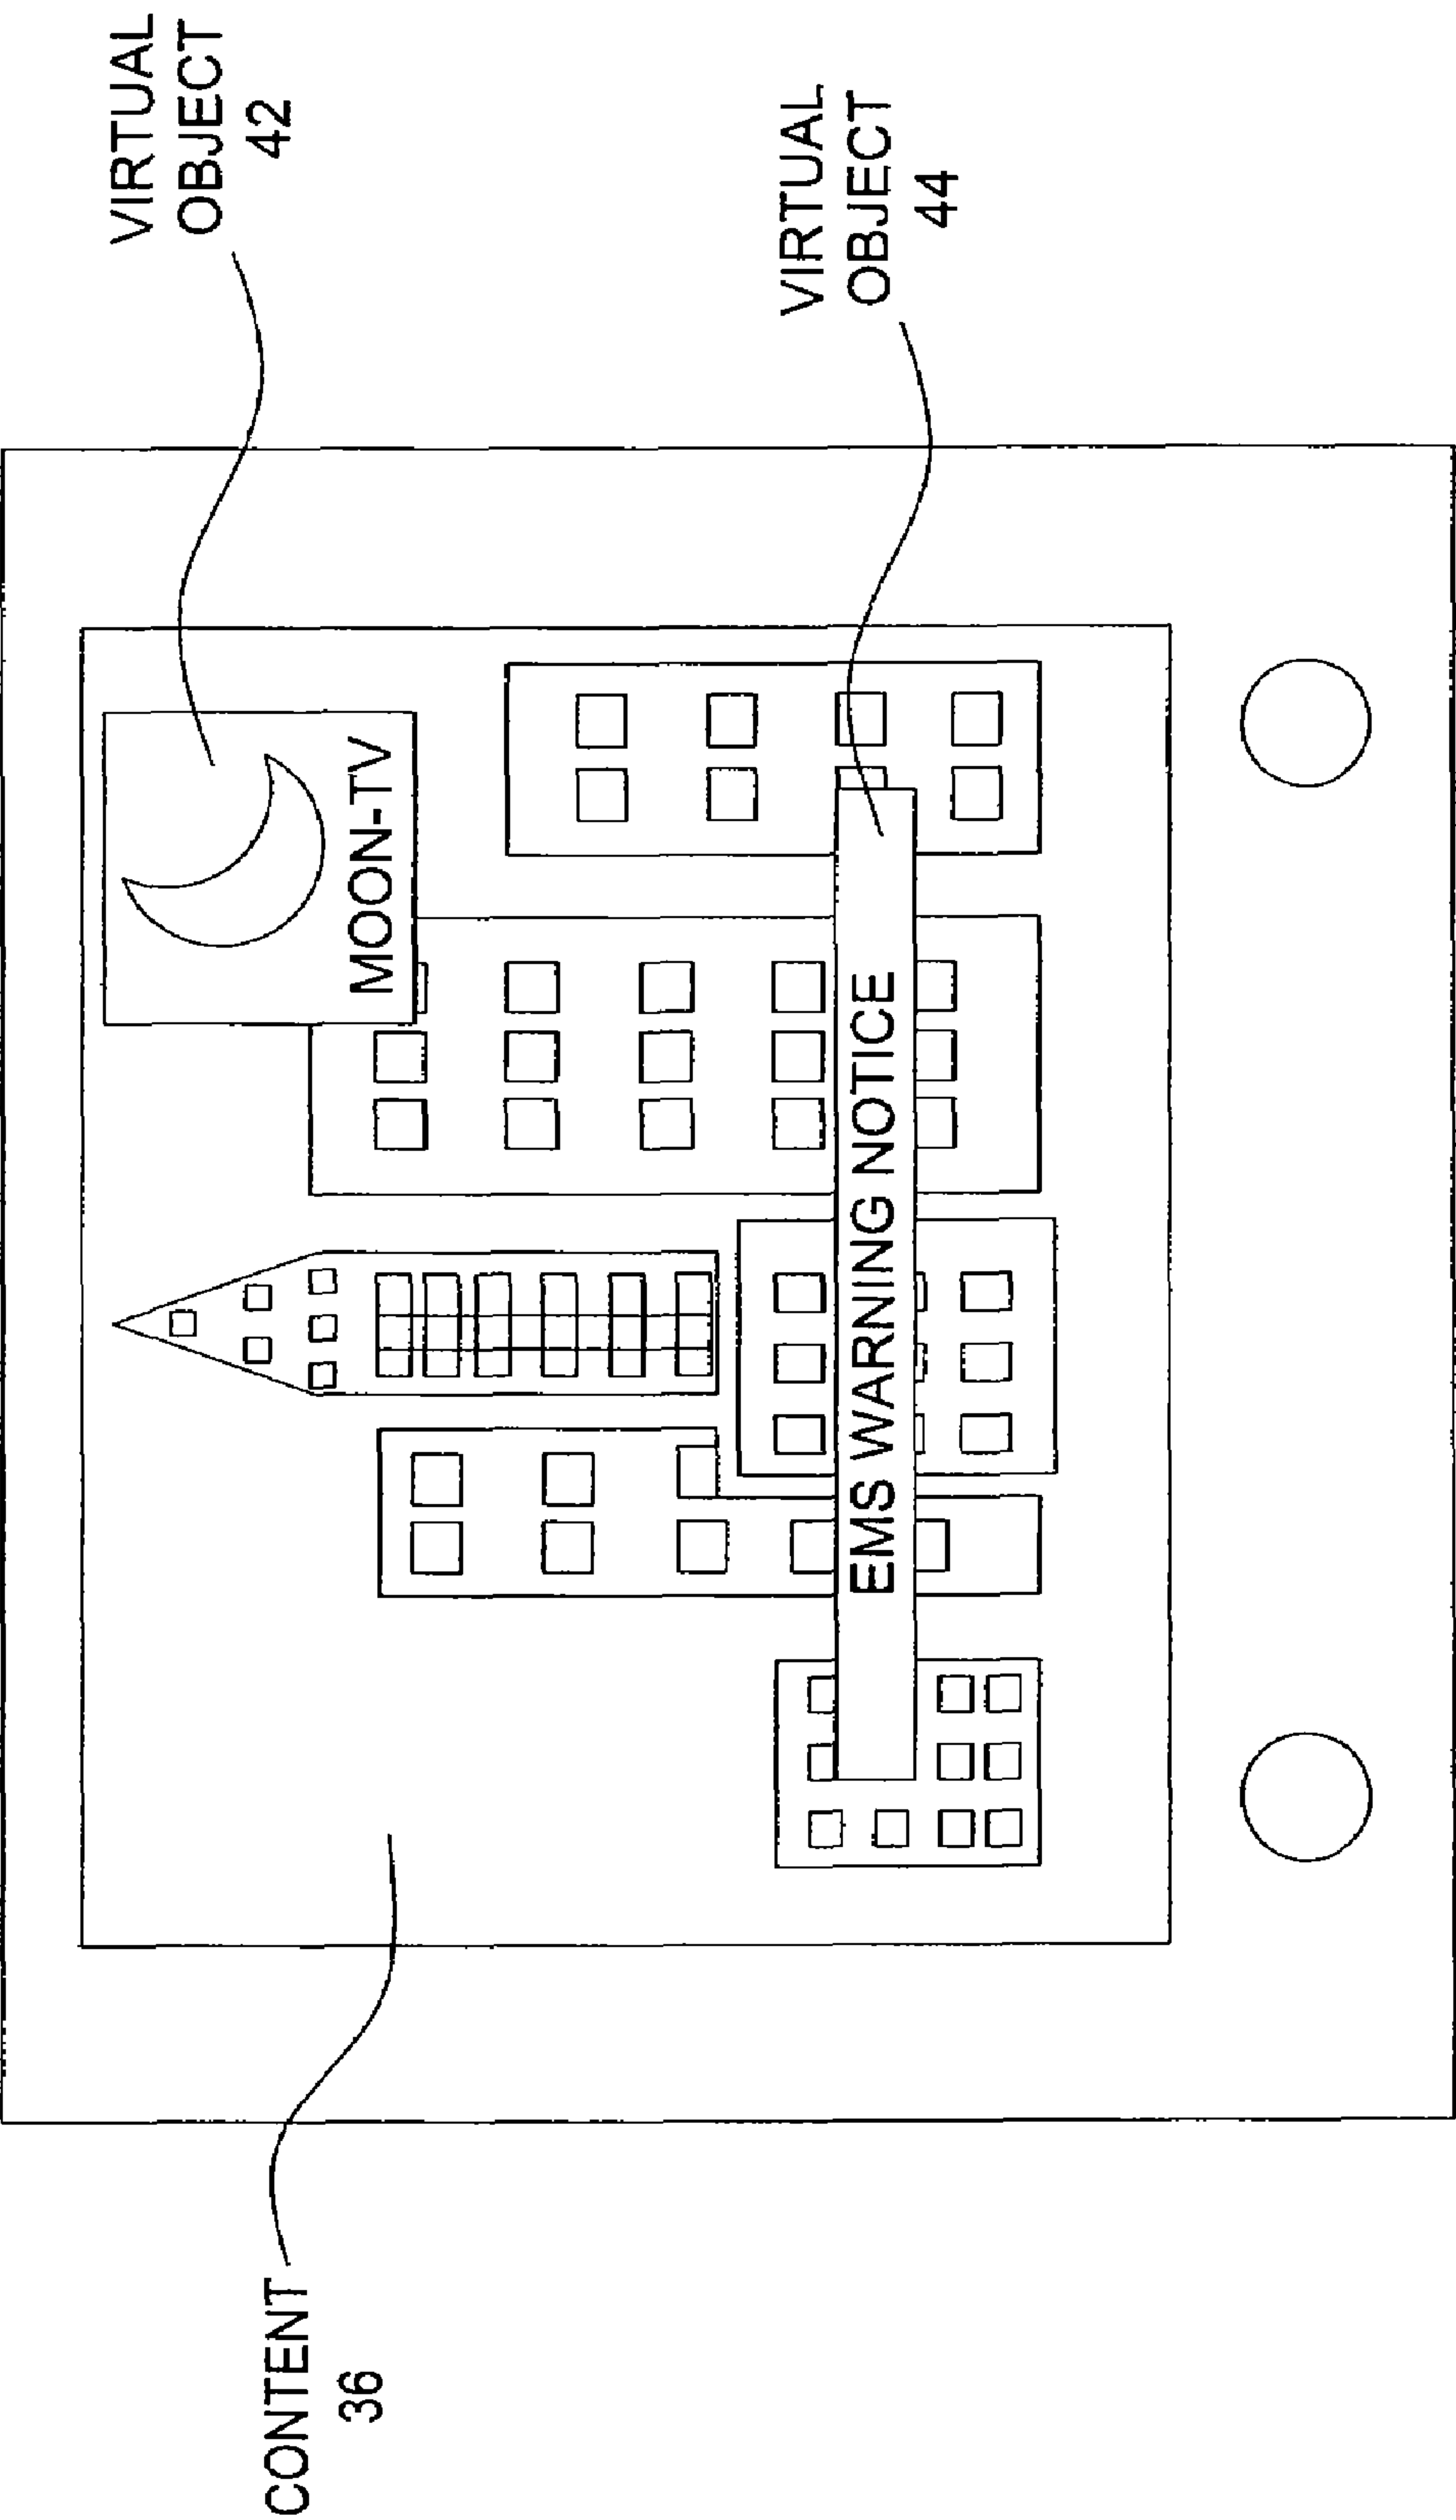 VIRTUAL
OBJECT
42
MOON-TV
VIRTUAL
OBJECT
44
EMS WARNING NOTICE
CONTENT
36